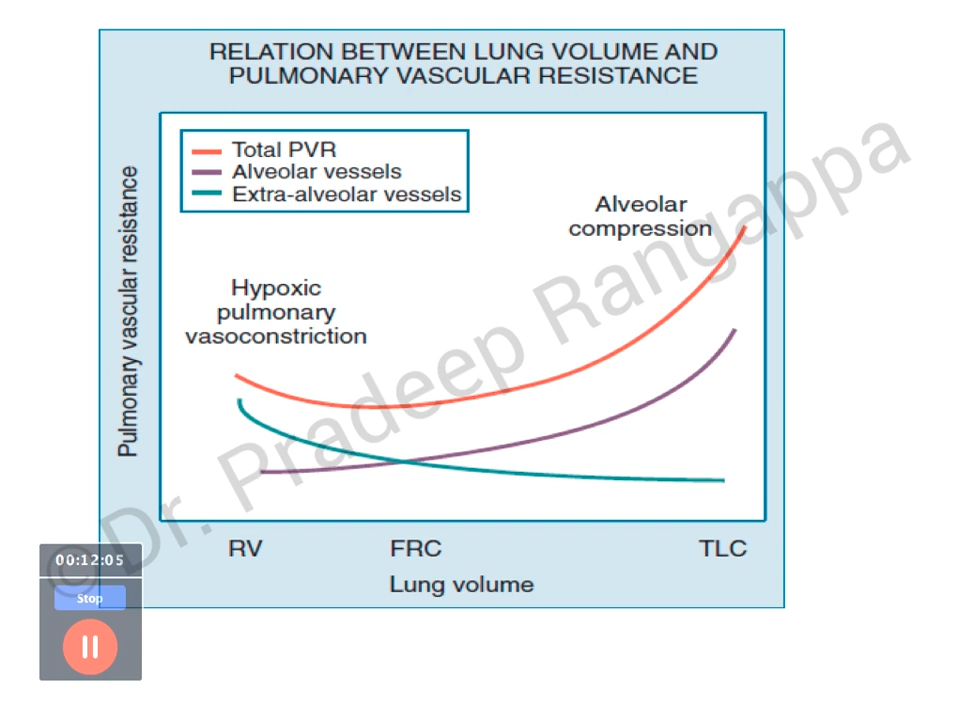 RELATION BETWEEN LUNG VOLUME AND
PULMONARY VASCULAR RESISTANCE
Total PVR
Alveolar vessels
Extra-alveolar vessels
Alveolar
compression
Hypoxic
pulmonary
vasoconstriction
Pulmonary vascular resistance
RV FRC TLC
Lung volume
© Dr. Pradeep Rangappa
00:12:05
Stop